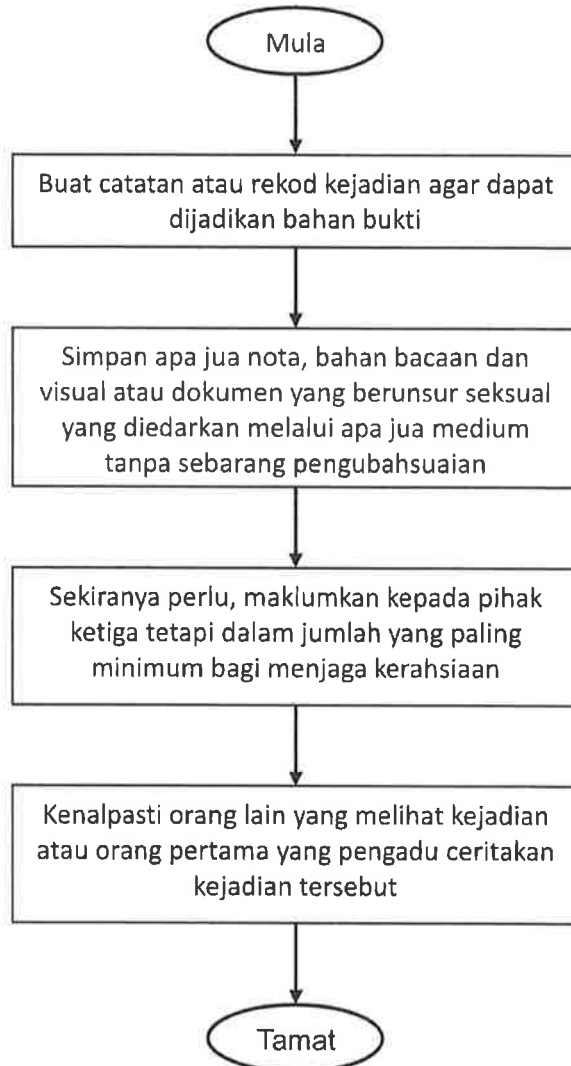 Mula
Buat catatan atau rekod kejadian agar dapat
dijadikan bahan bukti
Simpan apa jua nota, bahan bacaan dan
visual atau dokumen yang berunsur seksual
yang diedarkan melalui apa jua medium
tanpa sebarang pengubahsuaian
Sekiranya perlu, maklumkan kepada pihak
ketiga tetapi dalam jumlah yang paling
minimum bagi menjaga kerahsiaan
Kenalpasti orang lain yang melihat kejadian
atau orang pertama yang pengadu ceritakan
kejadian tersebut
Tamat